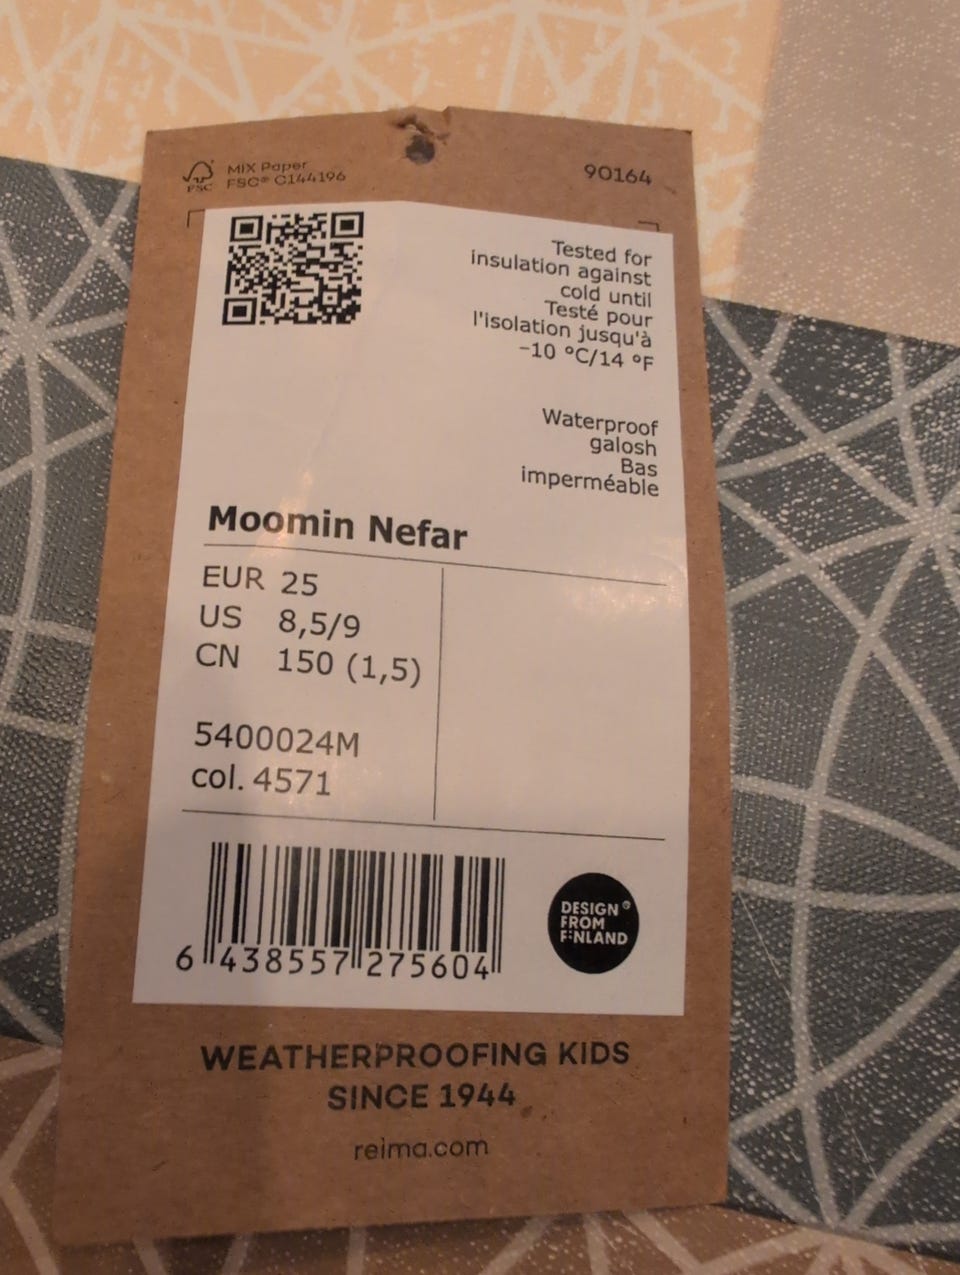 MIX Paper
FSC® C144196
FSC
90164
Tested for
insulation against
cold until
Testé pour
l'isolation jusqu'à
-10 °C/14 °F
Waterproof
galosh
Bas
imperméable
Moomin Nefar
EUR 25
US 8,5/9
CN 150 (1,5)
5400024M
col. 4571
6 438557 275604
DESIGN
FROM
FINLAND
WEATHERPROOFING KIDS
SINCE 1944
reima.com